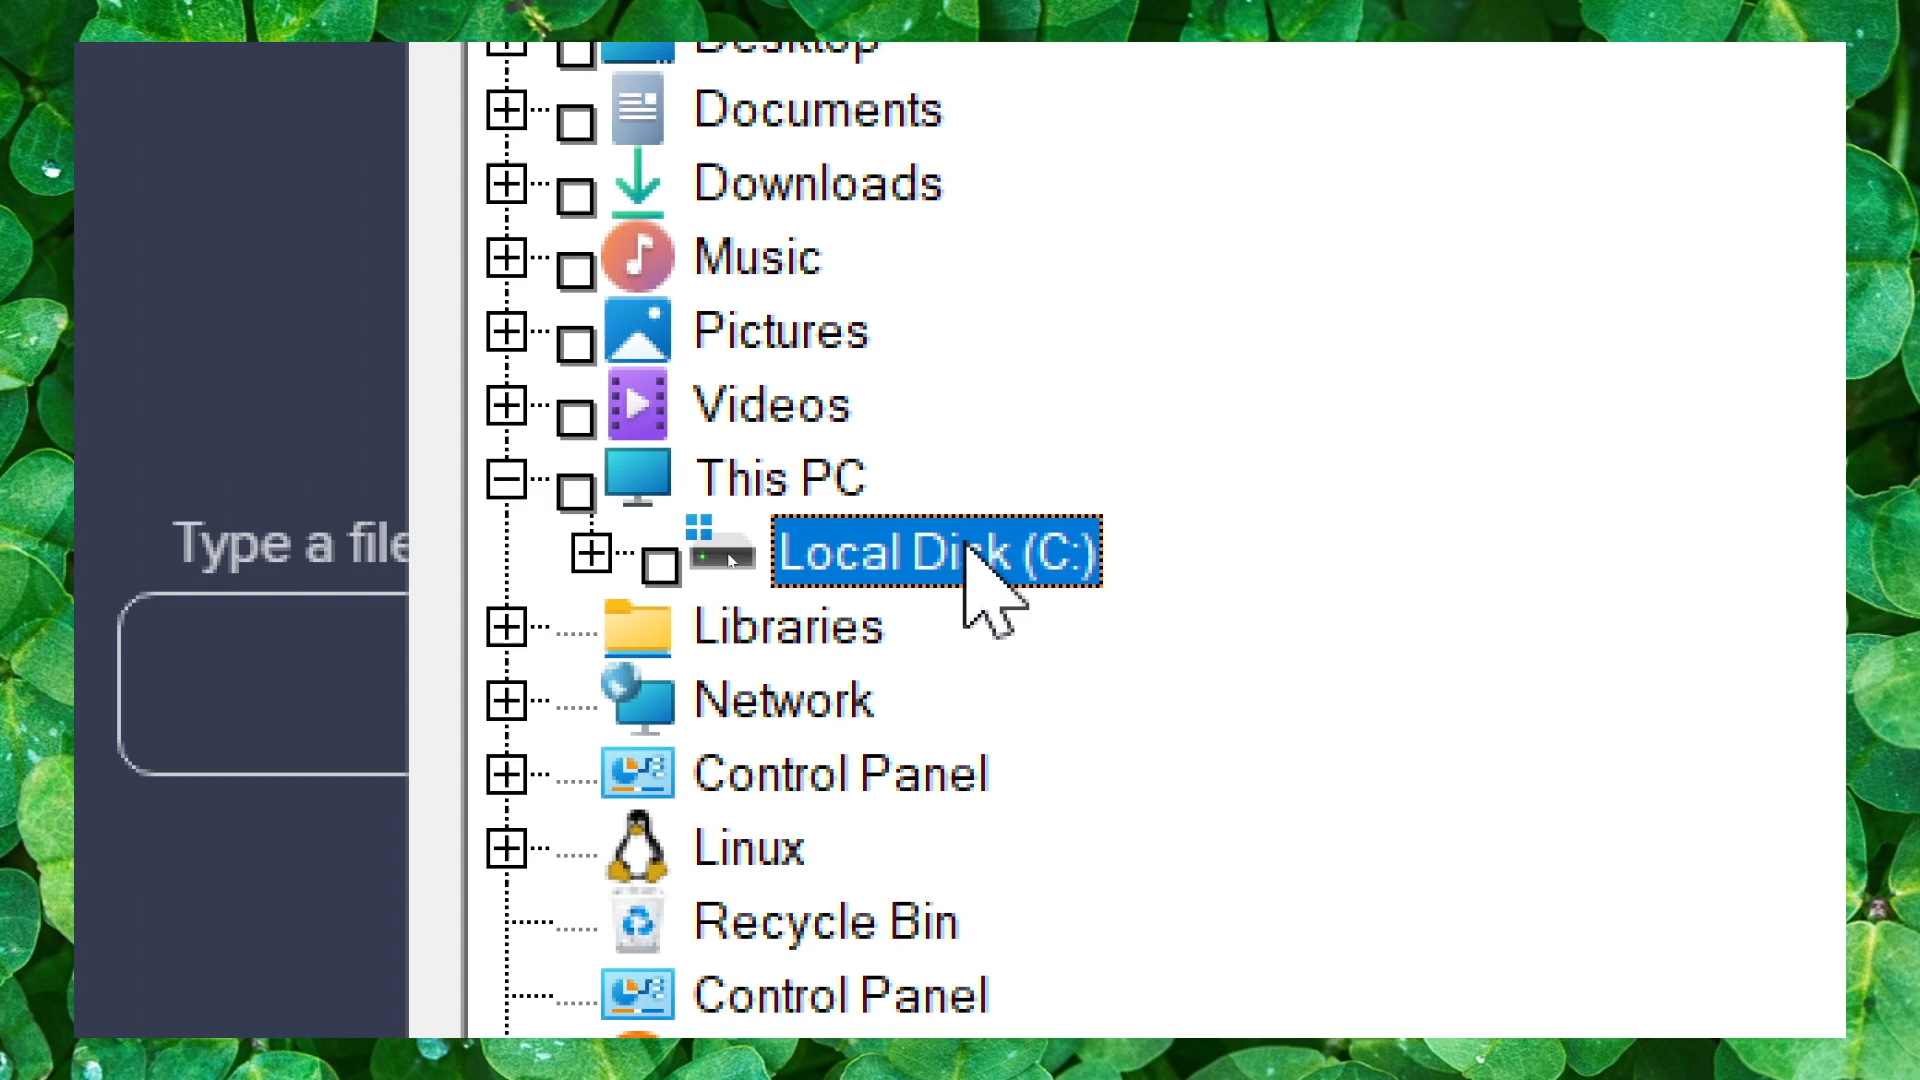 Desktop
Documents
Downloads
Music
Pictures
Videos
This PC
Type a file
Local Disk (C:)
Libraries
Network
Control Panel
Linux
Recycle Bin
Control Panel